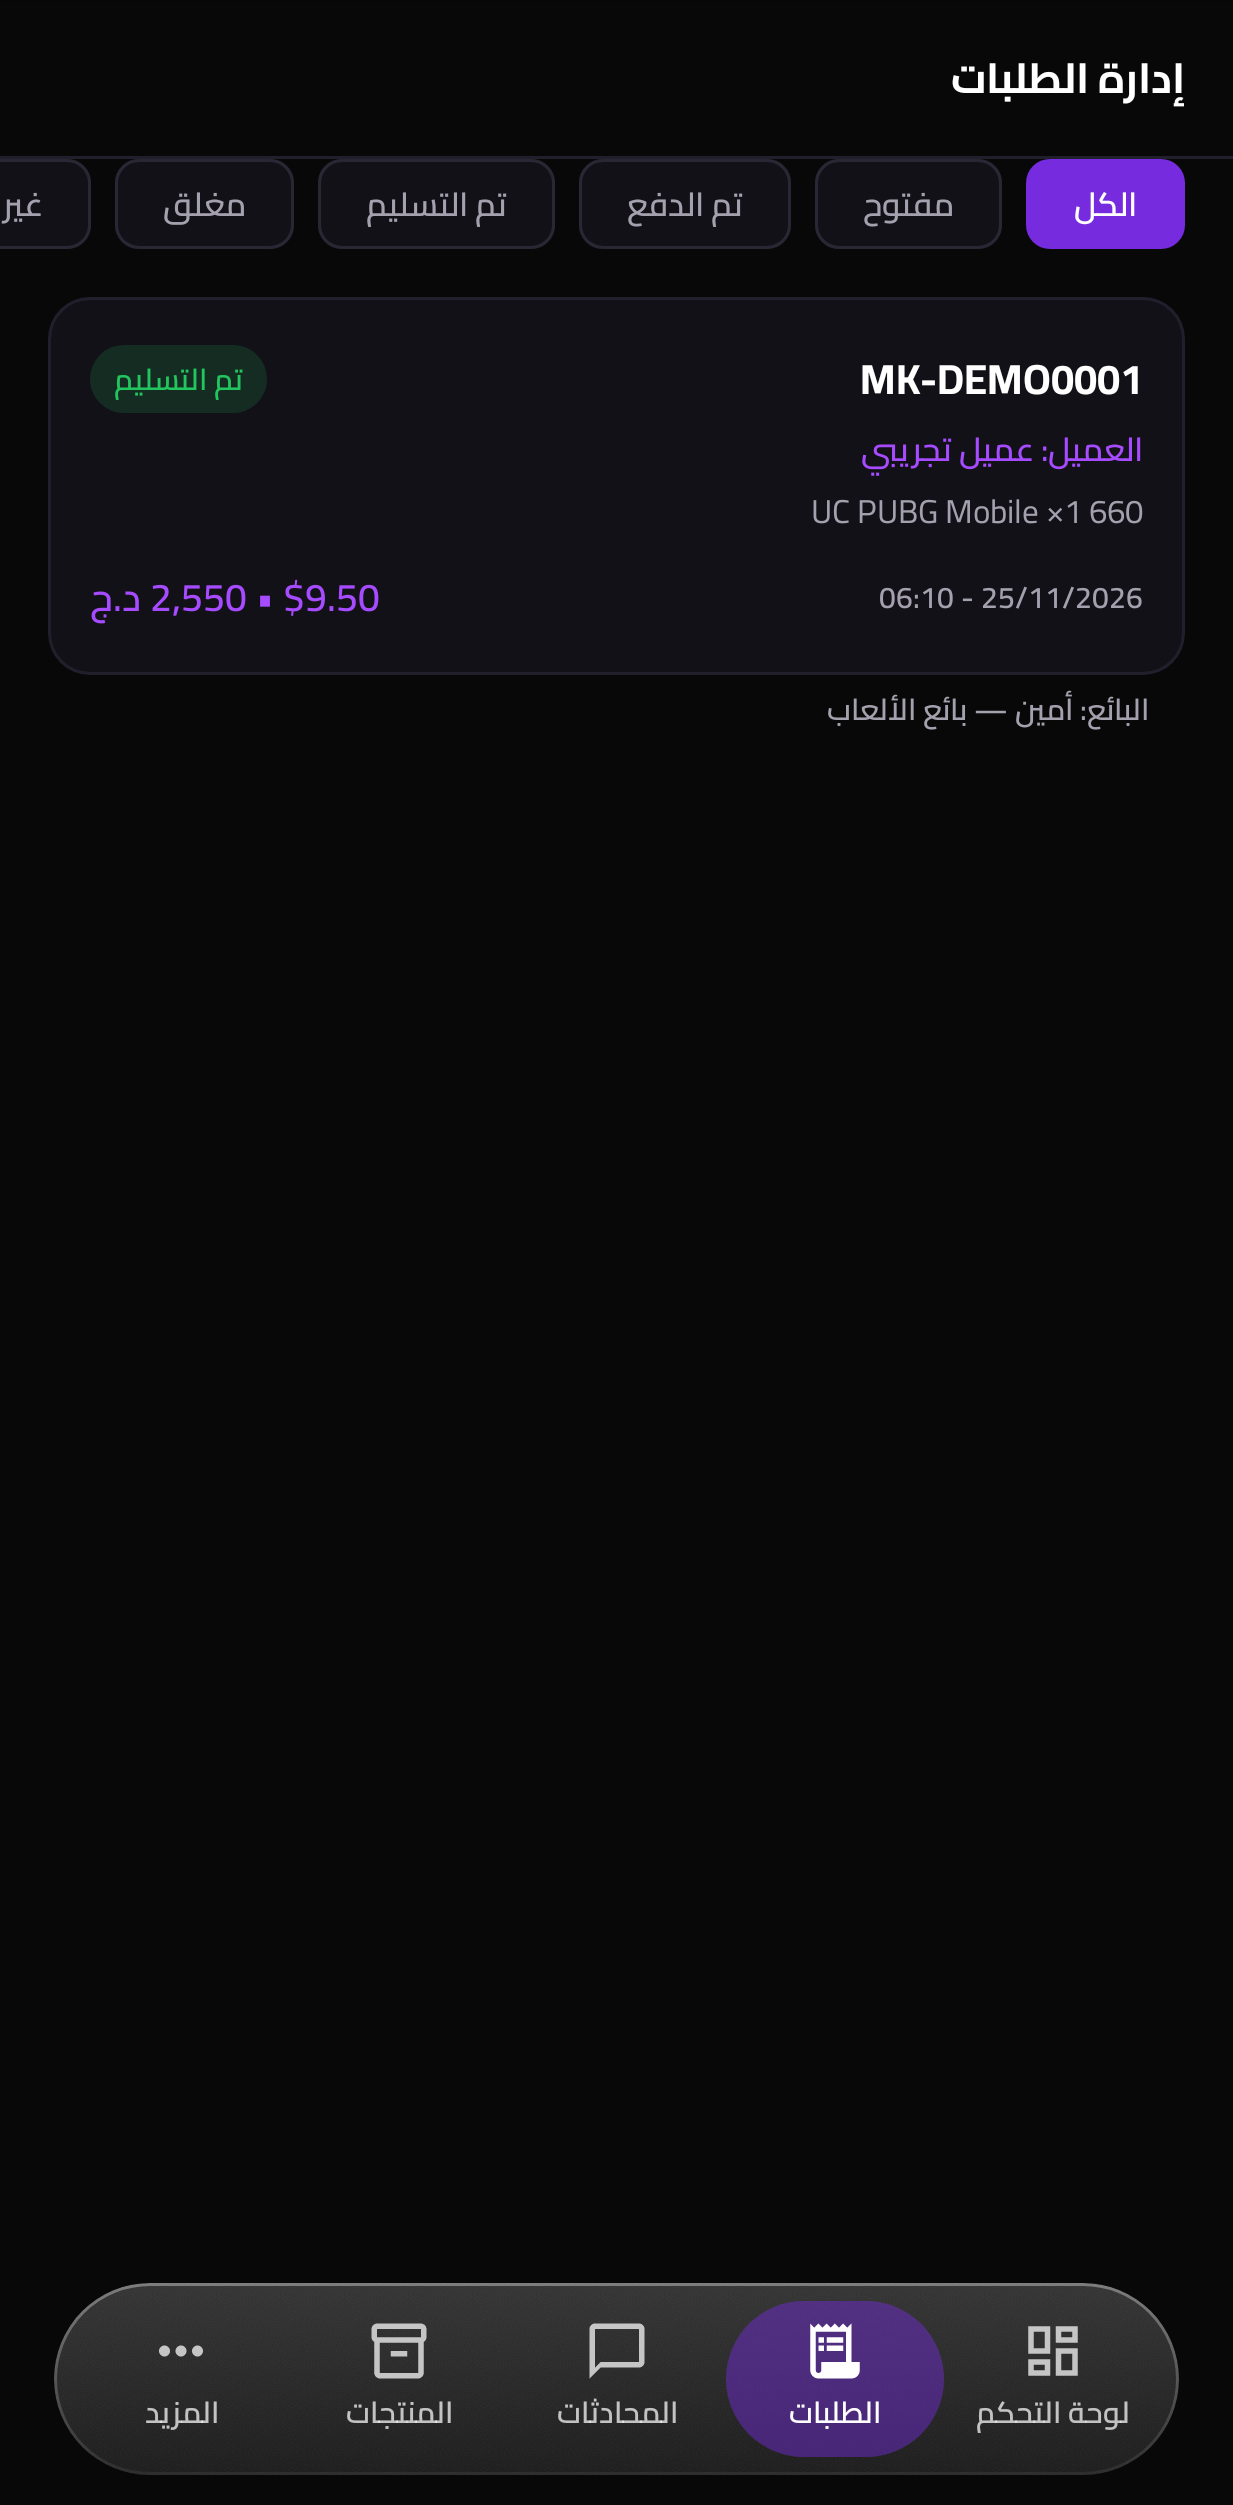 إدارة الطلبات
الكل
مفتوح
تم الدفع
تم التسليم
مغلق
غير
MK-DEMO0001
تم التسليم
العميل: عميل تجريبي
UC PUBG Mobile ×1 660
06:10 - 25/11/2026
$9.50 ▪ 2,550 د.ج
البائع: أمين — بائع الألعاب
لوحة التحكم
الطلبات
المحادثات
المنتجات
المزيد